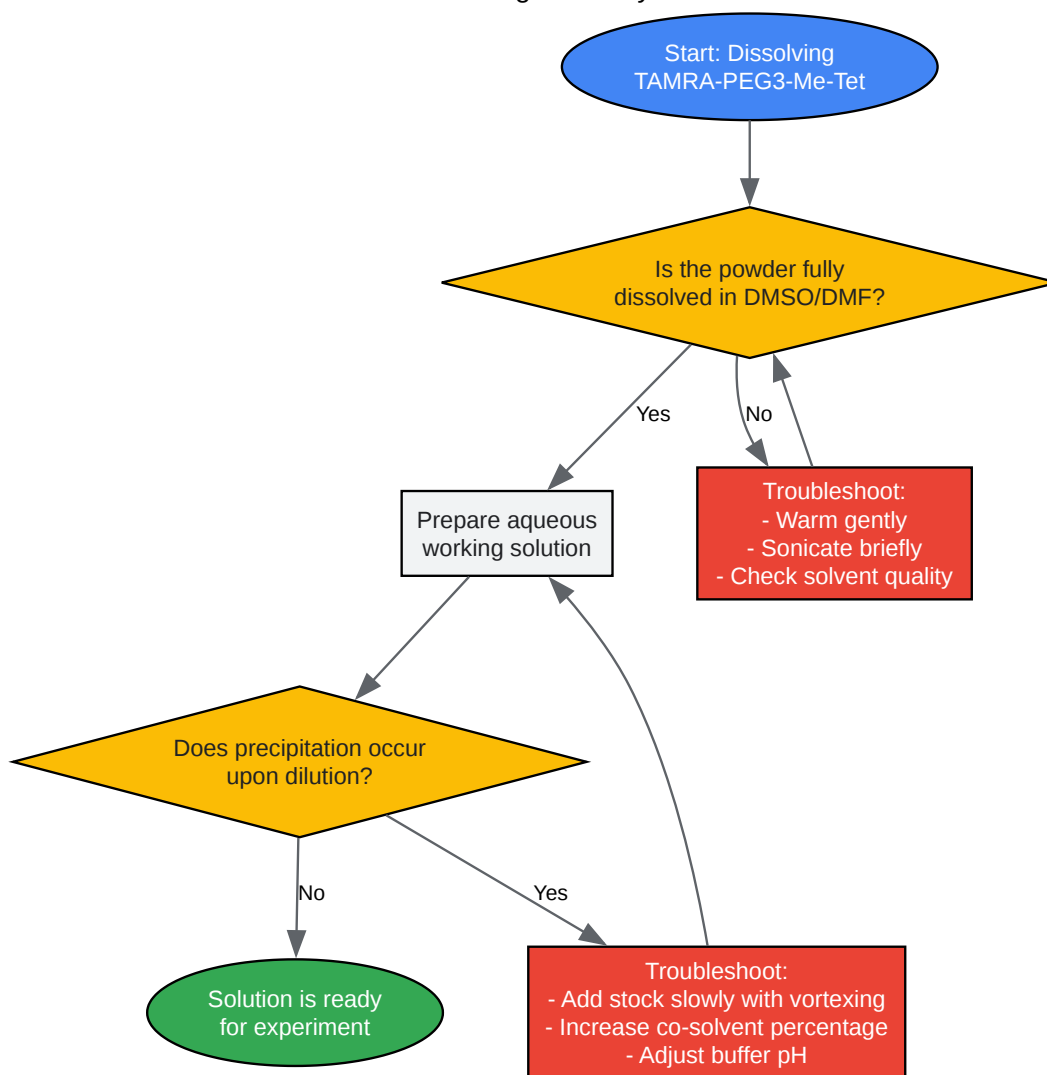 Start: Dissolving
TAMRA-PEG3-Me-Tet
Is the powder fully
dissolved in DMSO/DMF?
Yes
No
Troubleshoot:
- Warm gently
- Sonicate briefly
- Check solvent quality
Prepare aqueous
working solution
Does precipitation occur
upon dilution?
No
Yes
Solution is ready
for experiment
Troubleshoot:
- Add stock slowly with vortexing
- Increase co-solvent percentage
- Adjust buffer pH